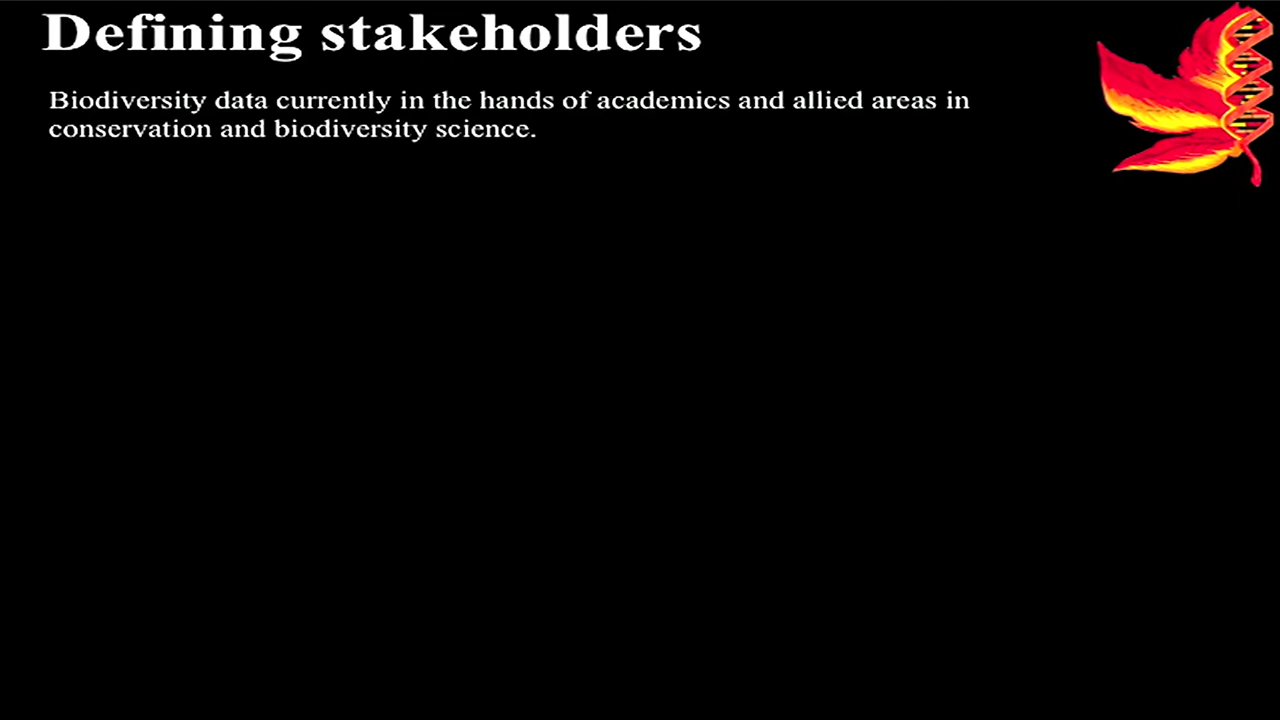 Defining stakeholders
Biodiversity data currently in the hands of academics and allied areas in
conservation and biodiversity science.